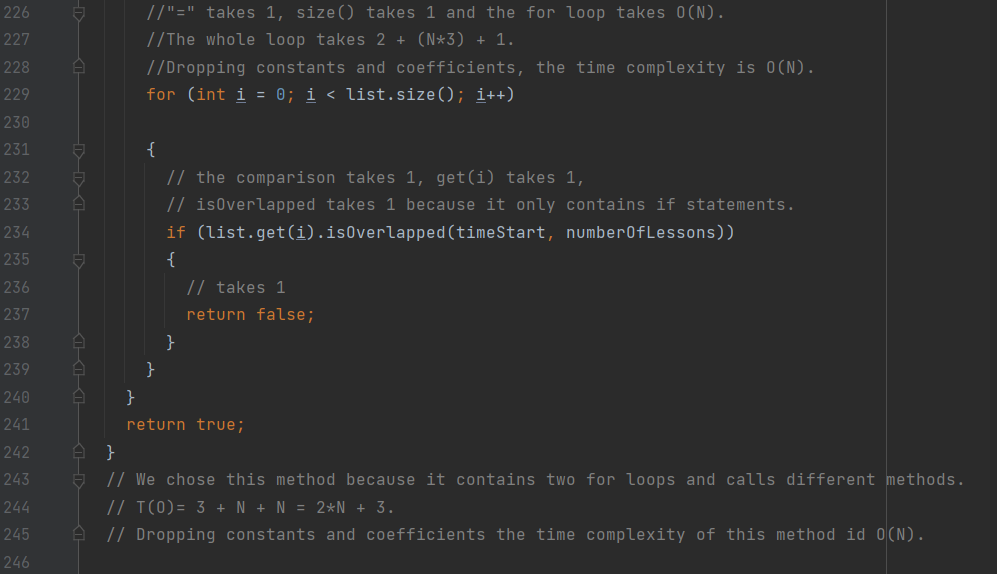 226 //"=" takes 1, size() takes 1 and the for loop takes O(N).
227 //The whole loop takes 2 + (N*3) + 1.
228 //Dropping constants and coefficients, the time complexity is O(N).
229 for (int i = 0; i < list.size(); i++)
230
231 {
232 // the comparison takes 1, get(i) takes 1,
233 // isOverlapped takes 1 because it only contains if statements.
234 if (list.get(i).isOverlapped(timeStart, numberOfLessons))
235 {
236 // takes 1
237 return false;
238 }
239 }
240 }
241 return true;
242 }
243 // We chose this method because it contains two for loops and calls different methods.
244 // T(O)= 3 + N + N = 2*N + 3.
245 // Dropping constants and coefficients the time complexity of this method id O(N).
246